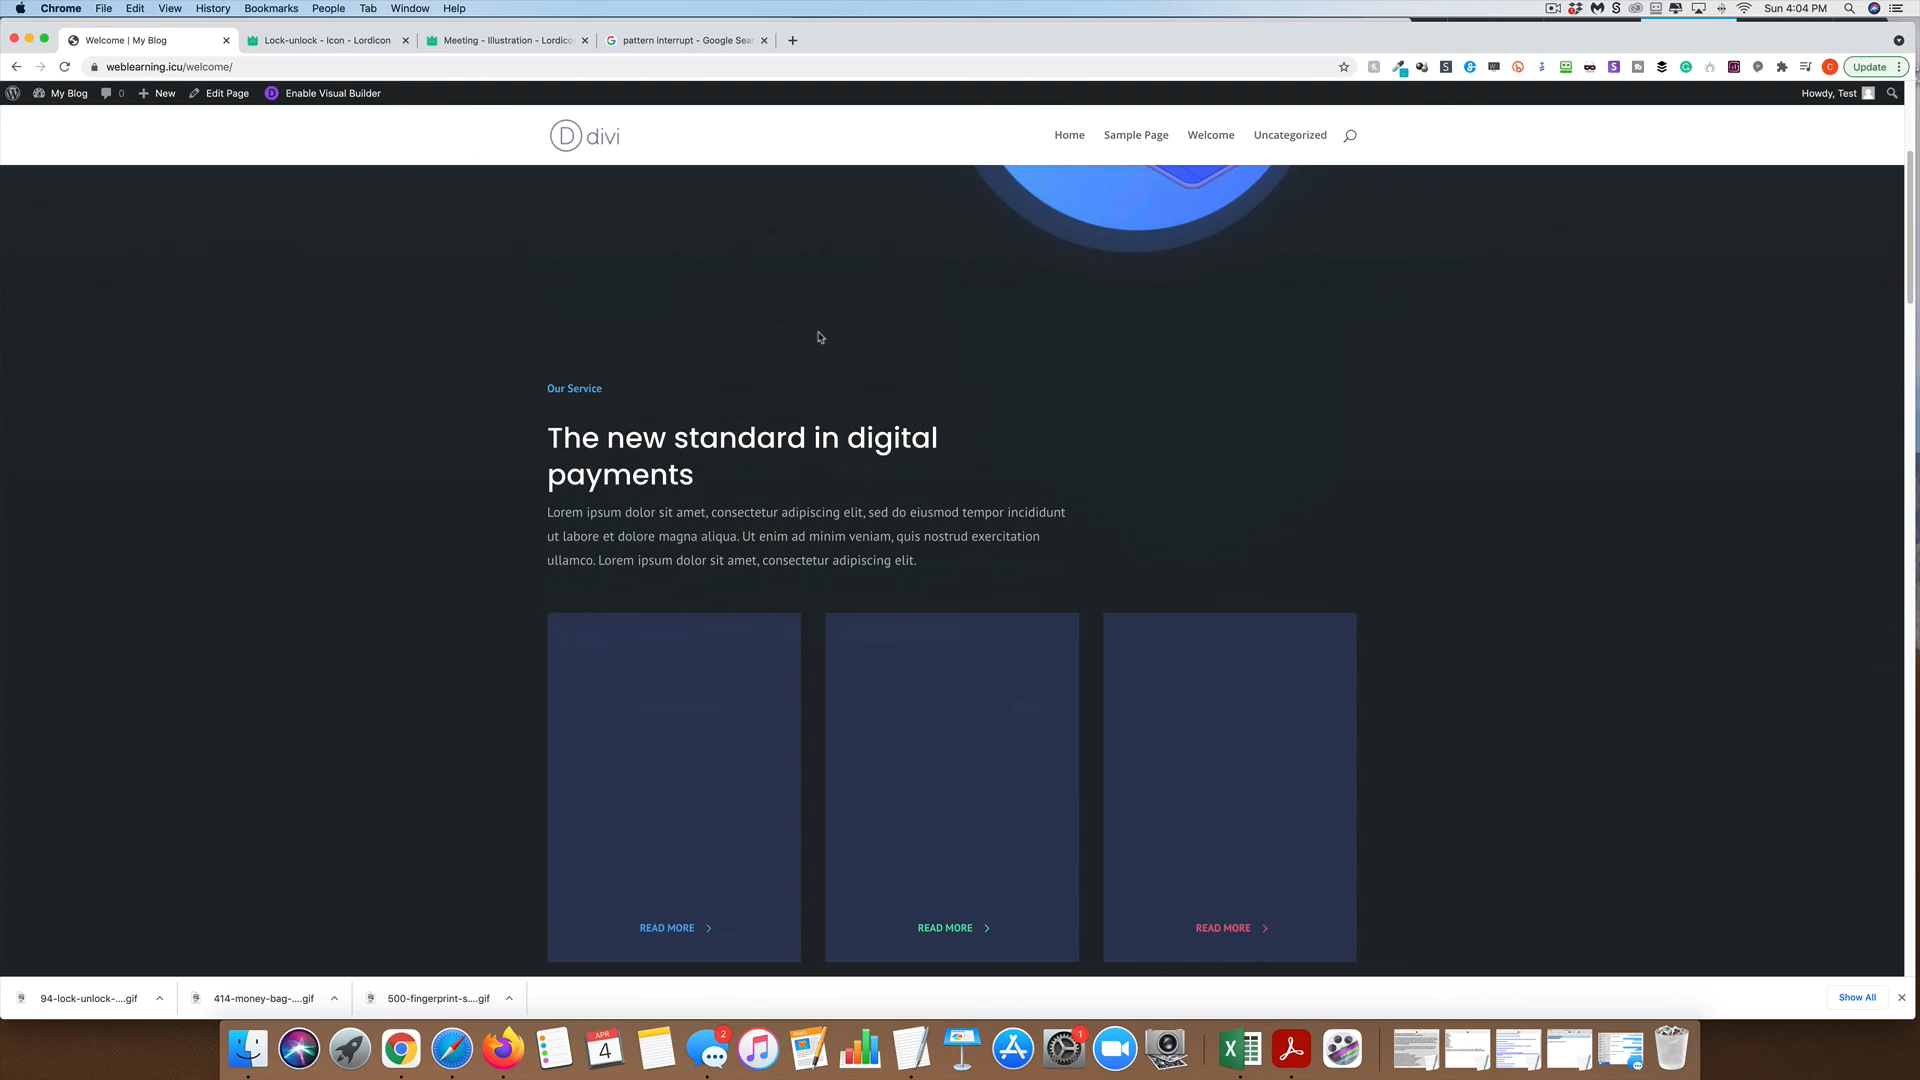 Chrome File Edit View History Bookmarks People Tab Window Help
Sun 4:04 PM
Welcome | My Blog
Lock-unlock - Icon - Lordicon
Meeting - Illustration - Lordico
pattern interrupt - Google Sea
weblearning.icu/welcome/
Update
My Blog 0 New Edit Page Enable Visual Builder
Howdy, Test
D divi
Home Sample Page Welcome Uncategorized
Our Service
The new standard in digital
payments
Lorem ipsum dolor sit amet, consectetur adipiscing elit, sed do eiusmod tempor incididunt
ut labore et dolore magna aliqua. Ut enim ad minim veniam, quis nostrud exercitation
ullamco. Lorem ipsum dolor sit amet, consectetur adipiscing elit.
READ MORE
READ MORE
READ MORE
94-lock-unlock-....gif
414-money-bag-....gif
500-fingerprint-s....gif
Show All
APR
4
2
PAGES
1